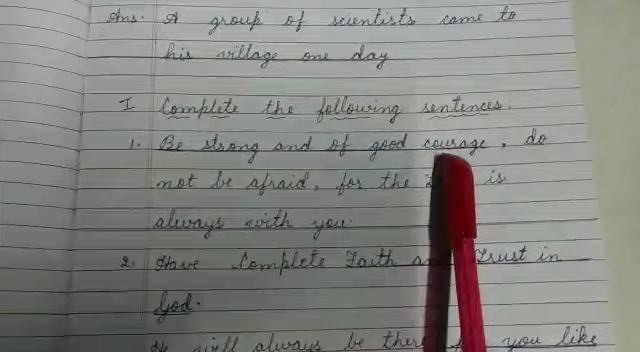 Ans. A group of scientists came to
his village one day
I Complete the following sentences.
1. Be strong and of good courage, do
not be afraid, for the is
always with you.
2. Have Complete Faith Trust in
God.
He will always be there you like